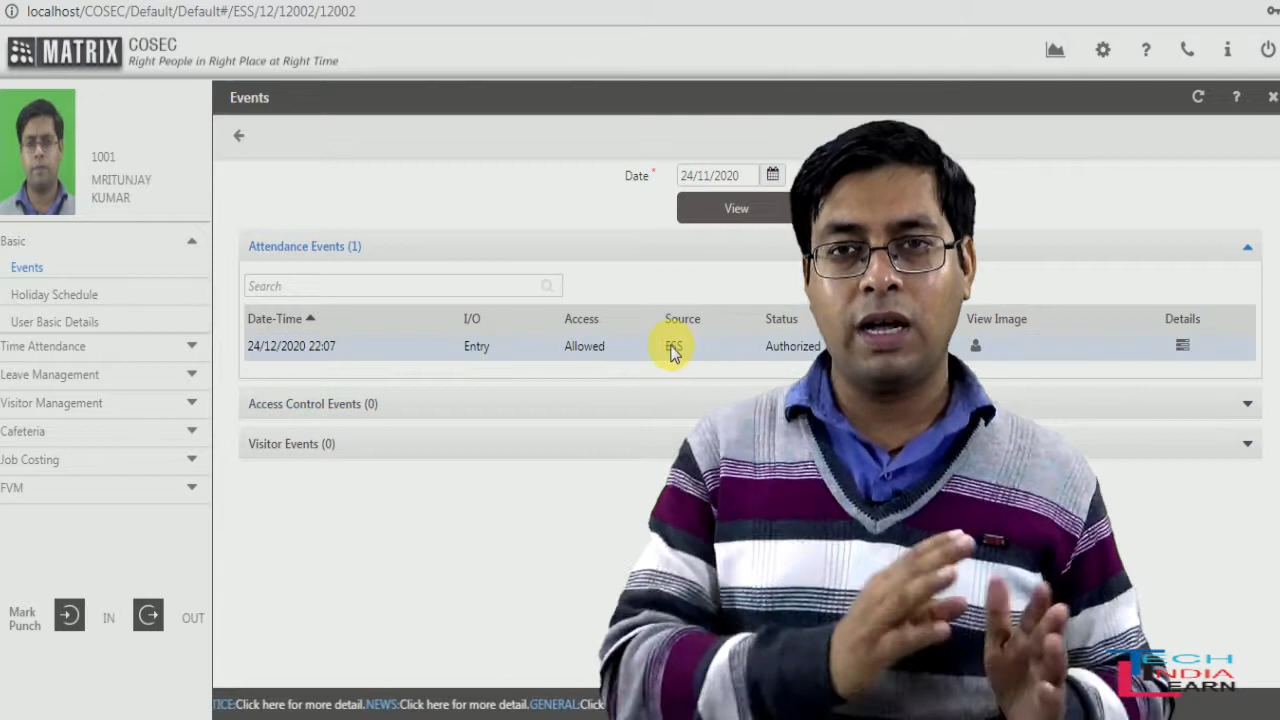 localhost/COSEC/Default/Default#/ESS/12/12002/12002
MATRIX COSEC
Right People in Right Place at Right Time
1001
MRITUNJAY
KUMAR
Basic
Events
Holiday Schedule
User Basic Details
Time Attendance
Leave Management
Visitor Management
Cafeteria
Job Costing
FVM
Mark
Punch
IN
OUT
Events
Date *
24/11/2020
View
Attendance Events (1)
Search
Date-Time I/O Access Source Status View Image Details
24/12/2020 22:07 Entry Allowed ESS Authorized
Access Control Events (0)
Visitor Events (0)
TICE:Click here for more detail.NEWS:Click here for more detail.GENERAL:Click
TECH
INDIA
LEARN